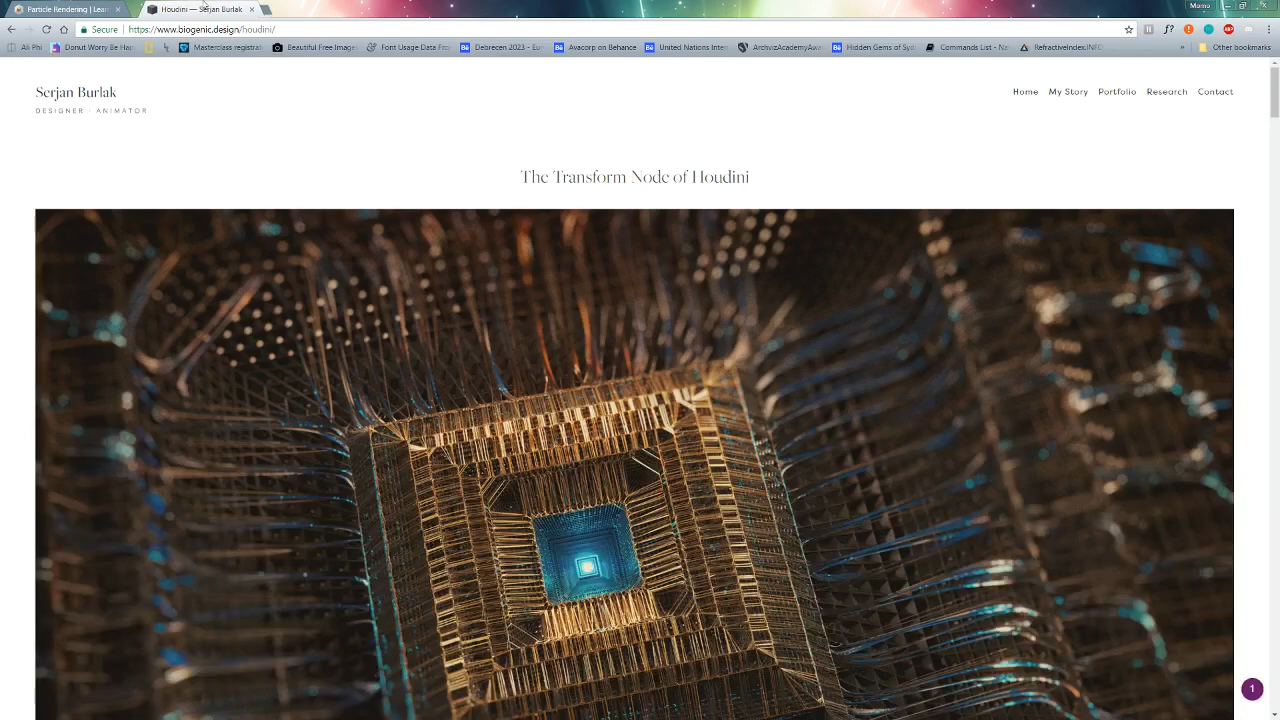 Particle Rendering | Lear
Houdini — Serjan Burlak
Momo
Secure
https://www.biogenic.design/houdini/
Ali Phi
Donut Worry Be Hap
Masterclass registrati
Beautiful Free Images
Font Usage Data Fro
Debrecen 2023 - Eur
Avacorp on Behance
United Nations Inter
ArchvizAcademyAwa
Hidden Gems of Syd
Commands List - Na
RefractiveIndex.INFO
»
Other bookmarks
Serjan Burlak
DESIGNER · ANIMATOR
Home
My Story
Portfolio
Research
Contact
The Transform Node of Houdini
1